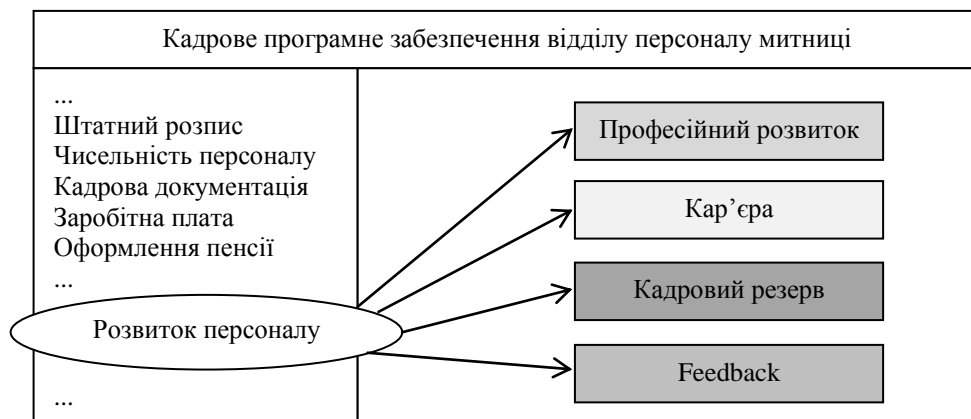 Кадрове програмне забезпечення відділу персоналу митниці
...
Штатний розпис
Чисельність персоналу
Кадрова документація
Заробітна плата
Оформлення пенсії
...
Розвиток персоналу
...
Професійний розвиток
Кар’єра
Кадровий резерв
Feedback